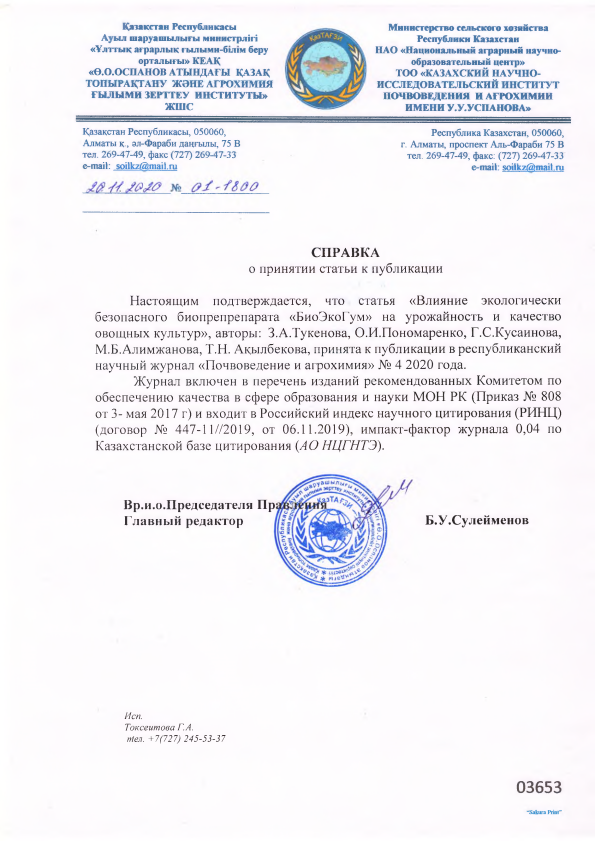 Қазақстан Республикасы
Ауыл шаруашылығы министрлігі
«Ұлттық аграрлық ғылыми-білім беру
орталығы» КЕАҚ
«Ө.О.ОСПАНОВ АТЫНДАҒЫ ҚАЗАҚ
ТОПЫРАҚТАНУ ЖӘНЕ АГРОХИМИЯ
ҒЫЛЫМИ ЗЕРТТЕУ ИНСТИТУТЫ»
ЖШС
ҚазТАҒЗИ
Министерство сельского хозяйства
Республики Казахстан
НАО «Национальный аграрный научно-
образовательный центр»
ТОО «КАЗАХСКИЙ НАУЧНО-
ИССЛЕДОВАТЕЛЬСКИЙ ИНСТИТУТ
ПОЧВОВЕДЕНИЯ И АГРОХИМИИ
ИМЕНИ У.У.УСПАНОВА»
Қазақстан Республикасы, 050060,
Алматы қ., әл-Фараби даңғылы, 75 В
тел. 269-47-49, факс (727) 269-47-33
e-mail: soilkz@mail.ru
Республика Казахстан, 050060,
г. Алматы, проспект Аль-Фараби 75 В
тел. 269-47-49, факс: (727) 269-47-33
e-mail: soilkz@mail.ru
20.11.2020 № 01-1800
СПРАВКА
о принятии статьи к публикации
Настоящим подтверждается, что статья «Влияние экологически
безопасного биопрепрепарата «БиоЭкоГум» на урожайность и качество
овощных культур», авторы: З.А.Тукенова, О.И.Пономаренко, Г.С.Кусаинова,
М.Б.Алимжанова, Т.Н. Ақылбекова, принята к публикации в республиканский
научный журнал «Почвоведение и агрохимия» № 4 2020 года.
Журнал включен в перечень изданий рекомендованных Комитетом по
обеспечению качества в сфере образования и науки МОН РК (Приказ № 808
от 3- мая 2017 г) и входит в Российский индекс научного цитирования (РИНЦ)
(договор № 447-11//2019, от 06.11.2019), импакт-фактор журнала 0,04 по
Казахстанской базе цитирования (АО НЦГНТЭ).
Вр.и.о.Председателя Правления
Главный редактор Б.У.Сулейменов
ҚазТАҒЗИ
Исп.
Токсеитова Г.А.
тел. +7(727) 245-53-37
03653
"Sakara Print"